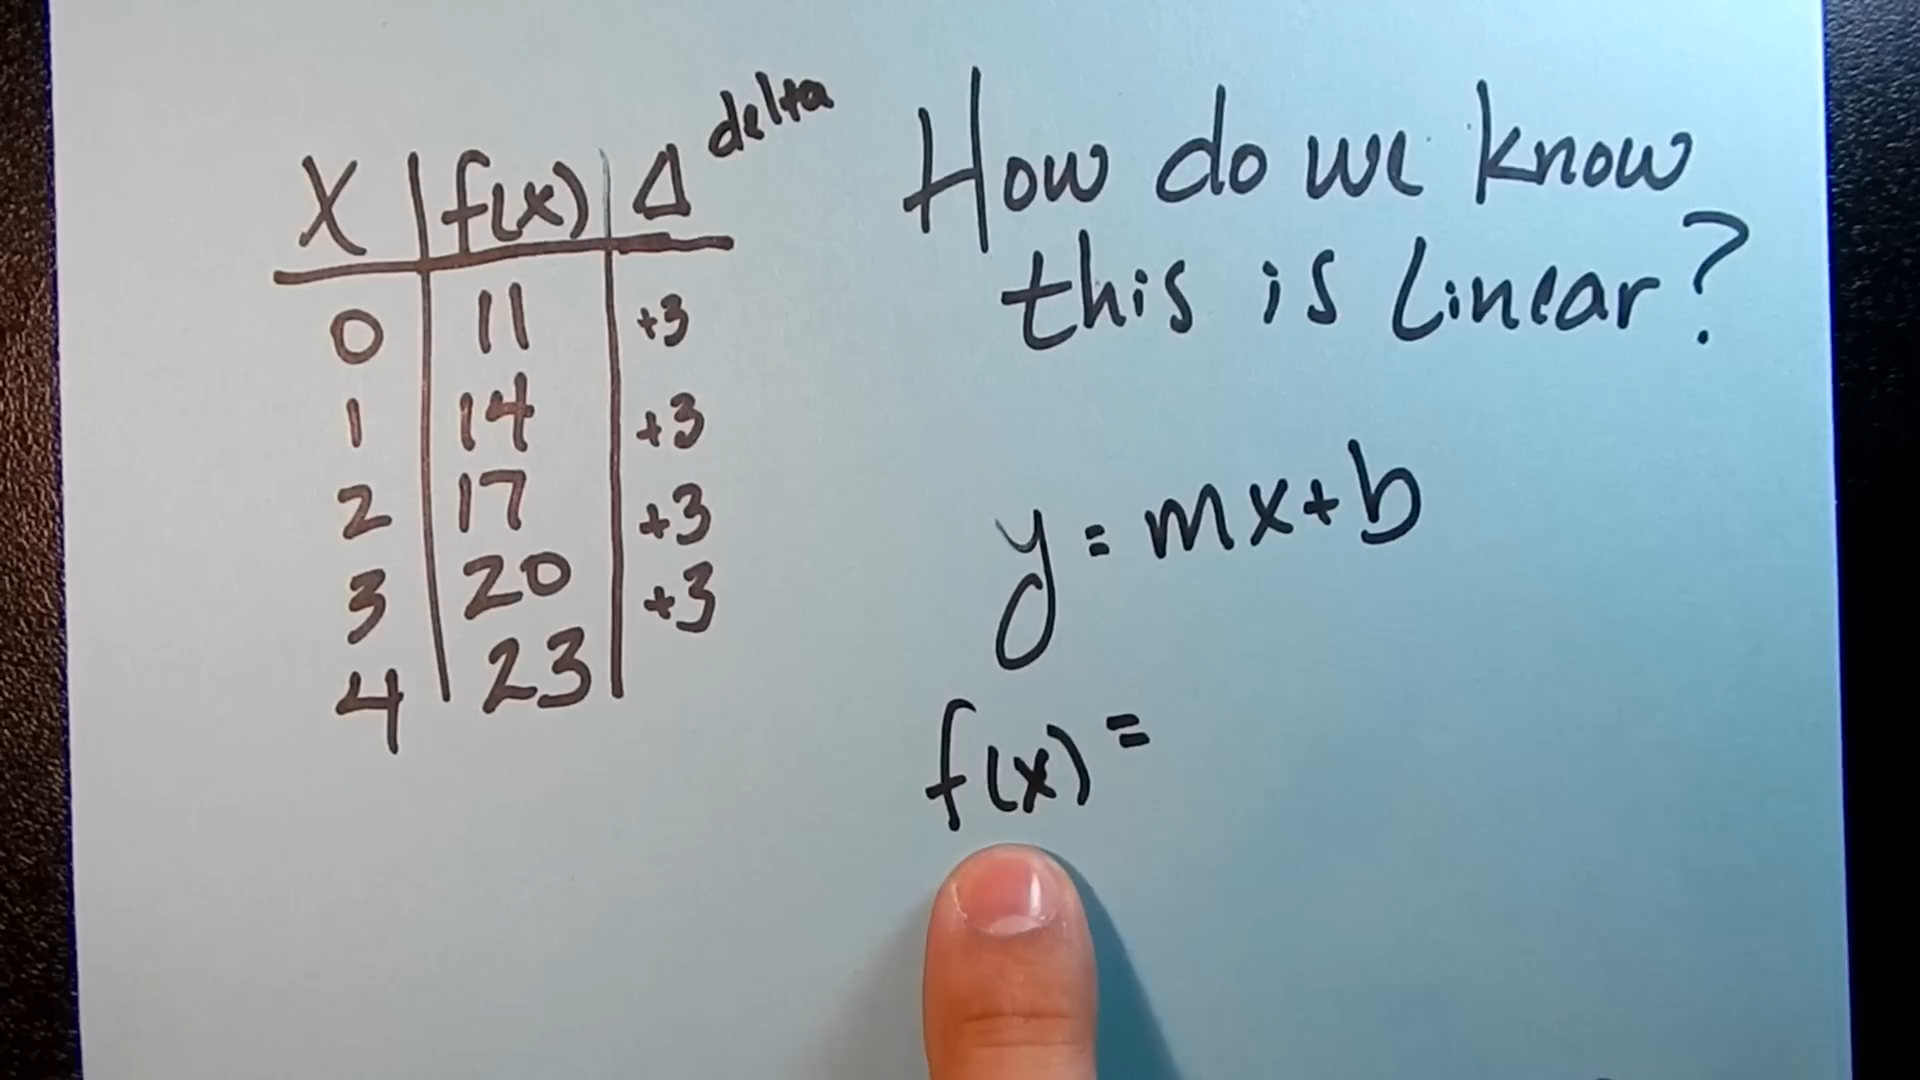 X f(x) Δ delta
0 11 +3
1 14 +3
2 17 +3
3 20 +3
4 23
How do we know
this is Linear?
y = mx + b
f(x) =